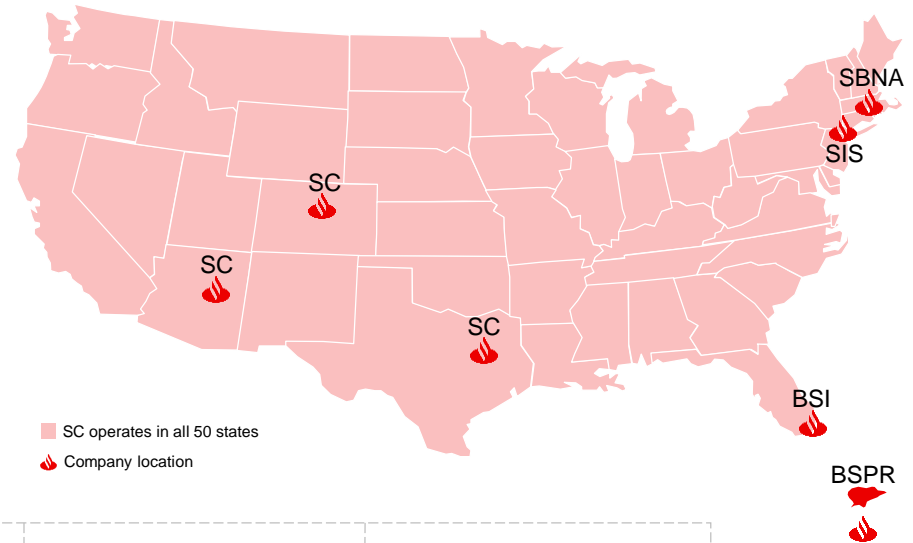 SBNA
SIS
SC
SC
SC
BSI
SC operates in all 50 states
Company location
BSPR